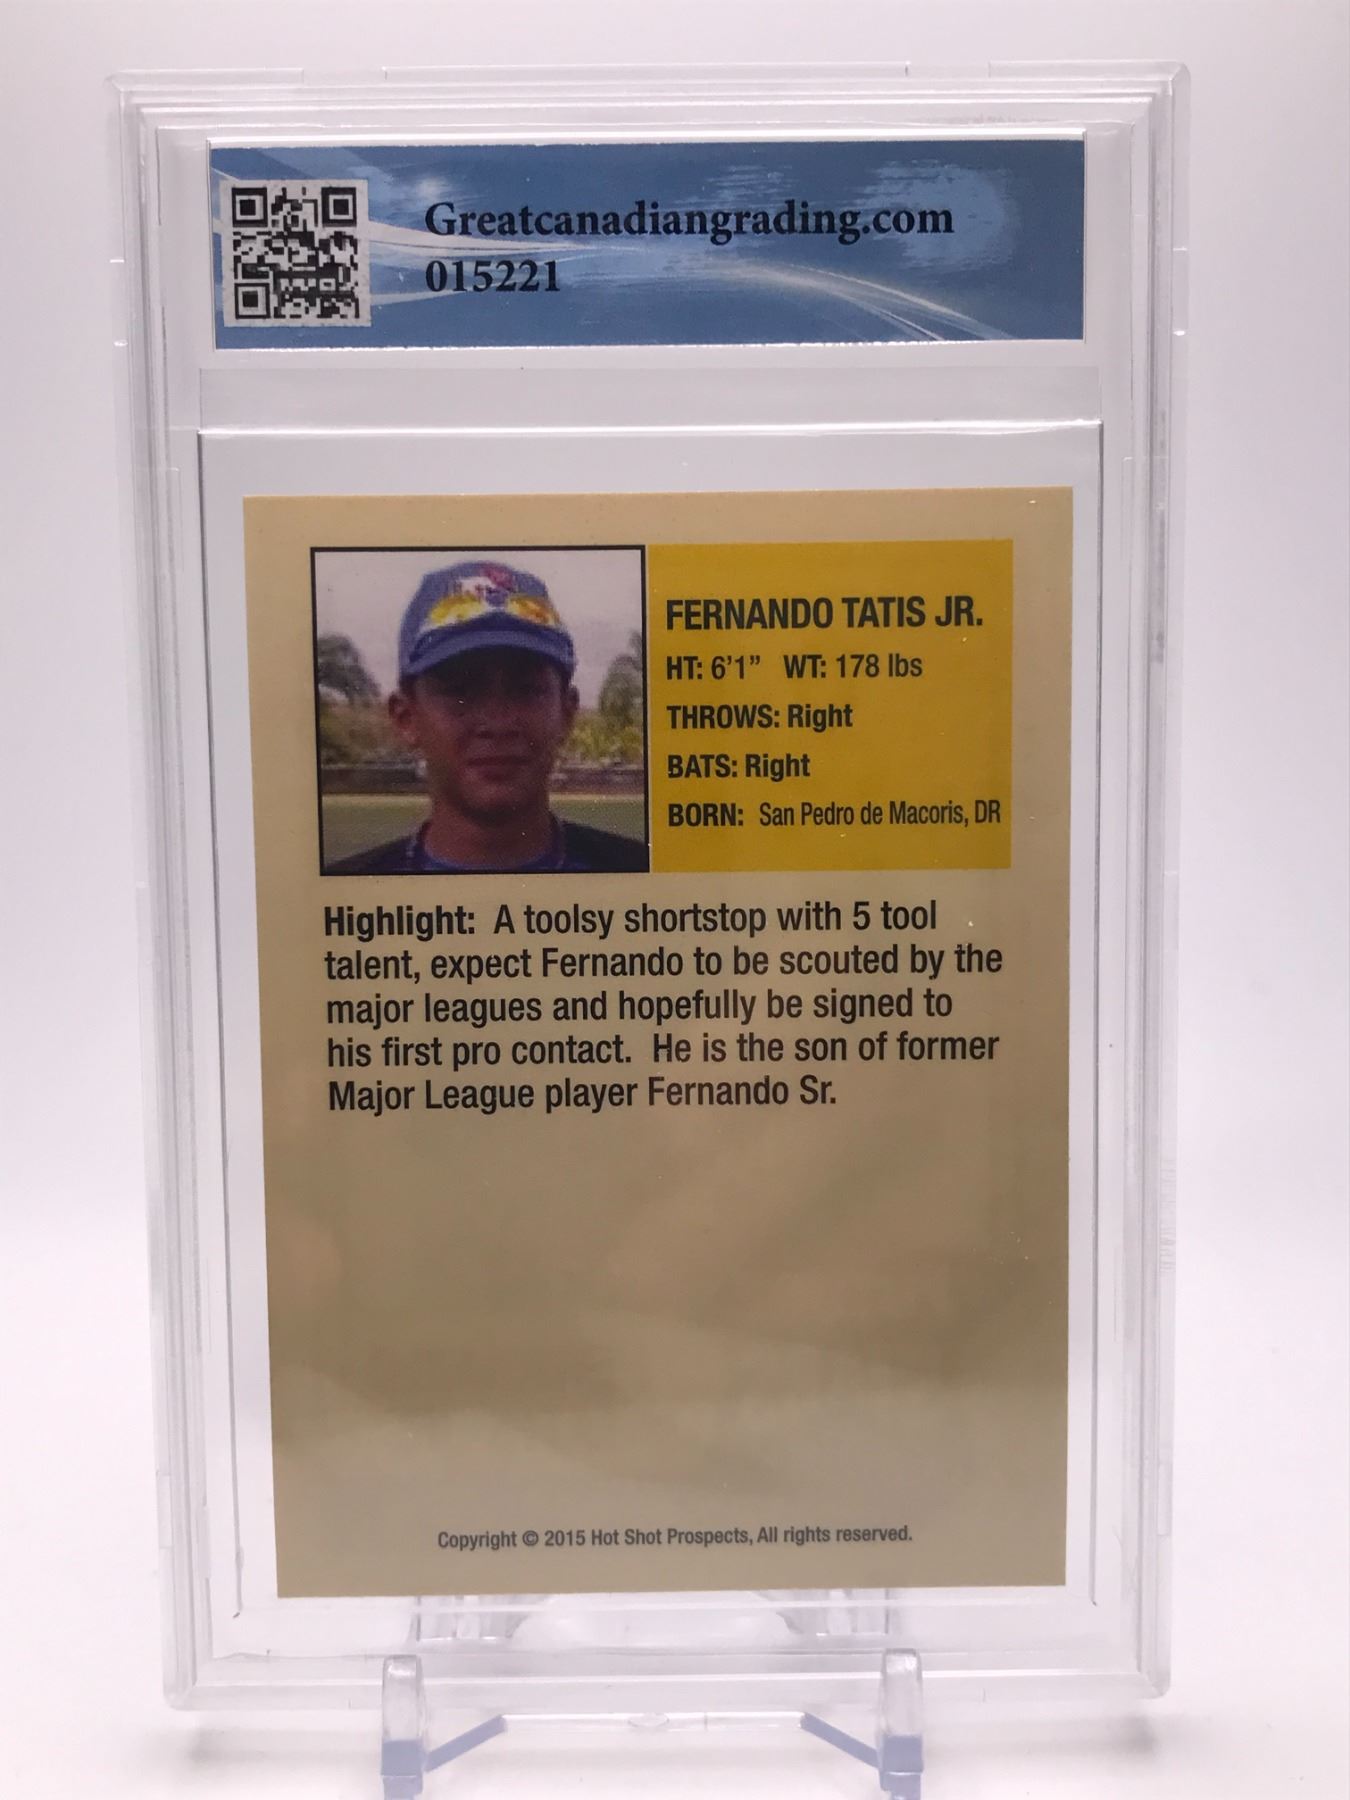 Greatcanadiangrading.com
015221
FERNANDO TATIS JR.
HT: 6'1” WT: 178 lbs
THROWS: Right
BATS: Right
BORN: San Pedro de Macoris, DR
Highlight: A toolsy shortstop with 5 tool
talent, expect Fernando to be scouted by the
major leagues and hopefully be signed to
his first pro contact. He is the son of former
Major League player Fernando Sr.
Copyright © 2015 Hot Shot Prospects, All rights reserved.